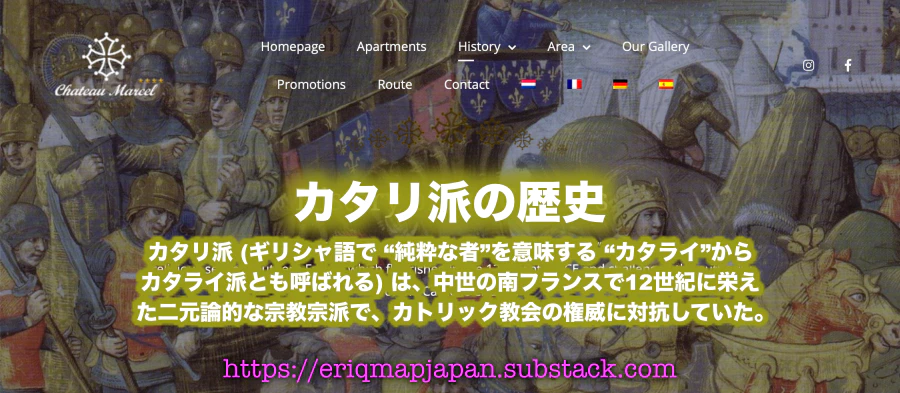 Homepage Apartments History Area Our Gallery
Chateau Marcel
Promotions Route Contact
カタリ派の歴史
カタリ派 (ギリシャ語で “純粋な者”を意味する “カタライ”から
カタライ派とも呼ばれる) は、中世の南フランスで12世紀に栄え
た二元論的な宗教宗派で、カトリック教会の権威に対抗していた。
https://eriqmapjapan.substack.com